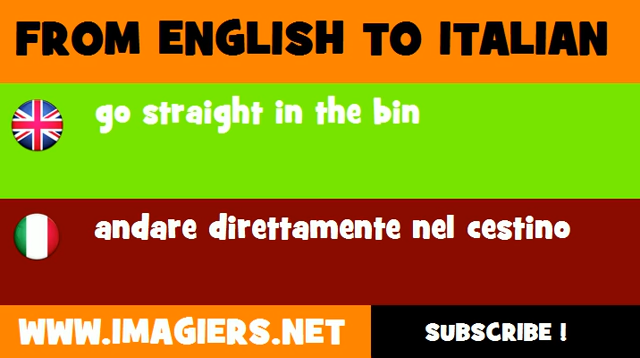 FROM ENGLISH TO ITALIAN
go straight in the bin
andare direttamente nel cestino
WWW.IMAGIERS.NET
SUBSCRIBE !